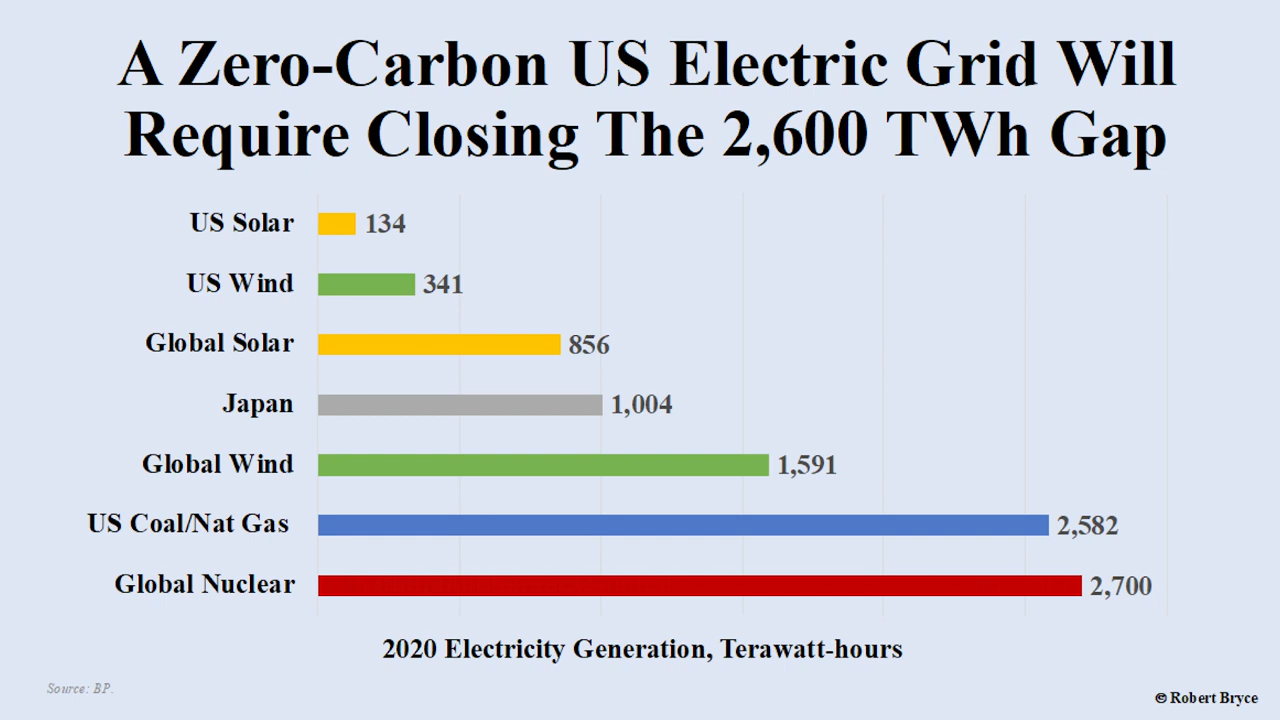 A Zero-Carbon US Electric Grid Will
Require Closing The 2,600 TWh Gap
US Solar 134
US Wind 341
Global Solar 856
Japan 1,004
Global Wind 1,591
US Coal/Nat Gas 2,582
Global Nuclear 2,700
2020 Electricity Generation, Terawatt-hours
Source: BP.
© Robert Bryce